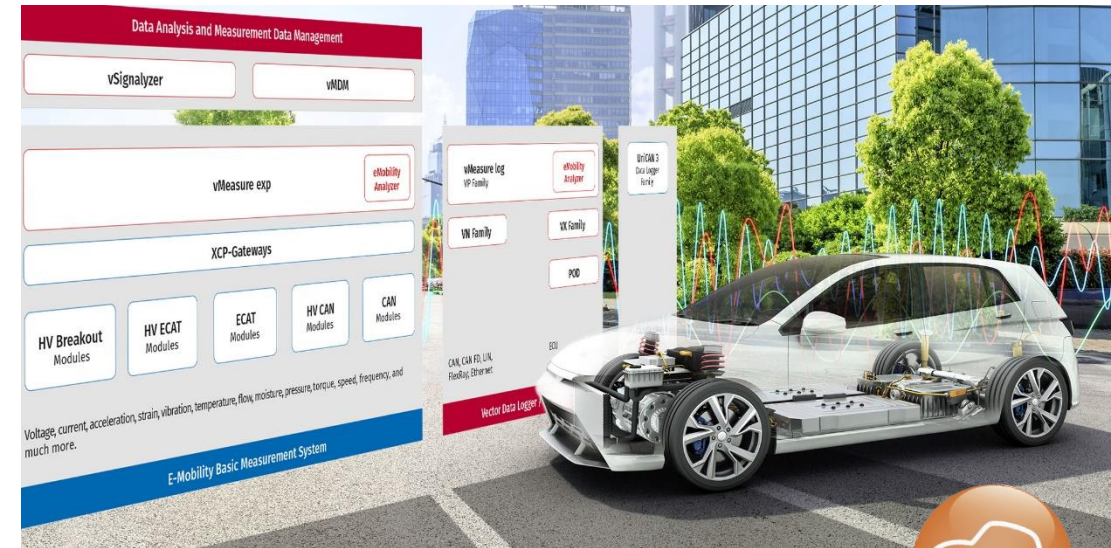 Data Analysis and Measurement Data Management
vSignalyzer
vMDM
vMeasure exp
eMobility
Analyzer
XCP-Gateways
HV Breakout
Modules
HV ECAT
Modules
ECAT
Modules
HV CAN
Modules
CAN
Modules
Voltage, current, acceleration, strain, vibration, temperature, flow, moisture, pressure, torque, speed, frequency, and
much more.
E-Mobility Basic Measurement System
vMeasure log
VP Family
eMobility
Analyzer
VN Family
VX Family
POD
CAN, CAN FD, LIN,
FlexRay, Ethernet
ECU
Vector Data Logger
UniCAN 3
Data Logger
Family